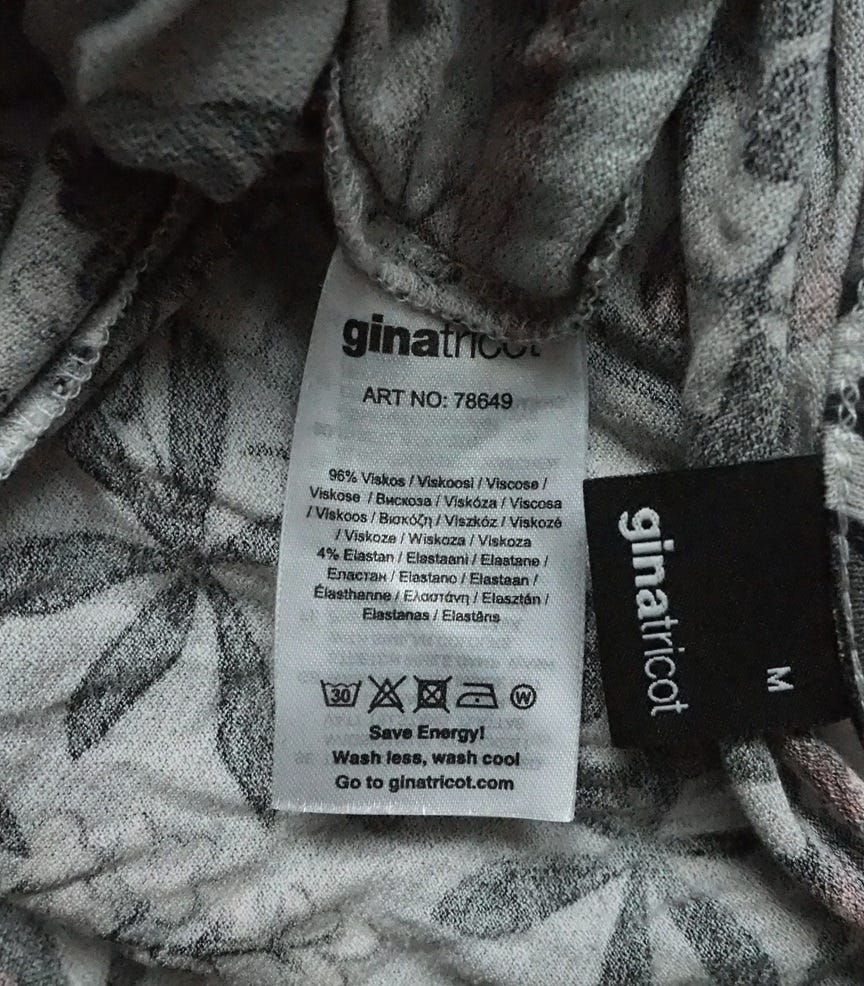 ginatricot
ART NO: 78649
96% Viskos / Viskoosi / Viscose /
Viskose / Вискоза / Viskóza / Viscosa
/ Viskoos / Βισκόζη / Viszkóz / Viskozé
/ Viskoze / Wiskoza / Viskoza
4% Elastan / Elastaani / Elastane /
Еластан / Elastano / Elastaan /
Élasthanne / Ελαστάνη / Elasztán /
Elastanas / Elastāns
30
W
Save Energy!
Wash less, wash cool
Go to ginatricot.com
ginatricot
M